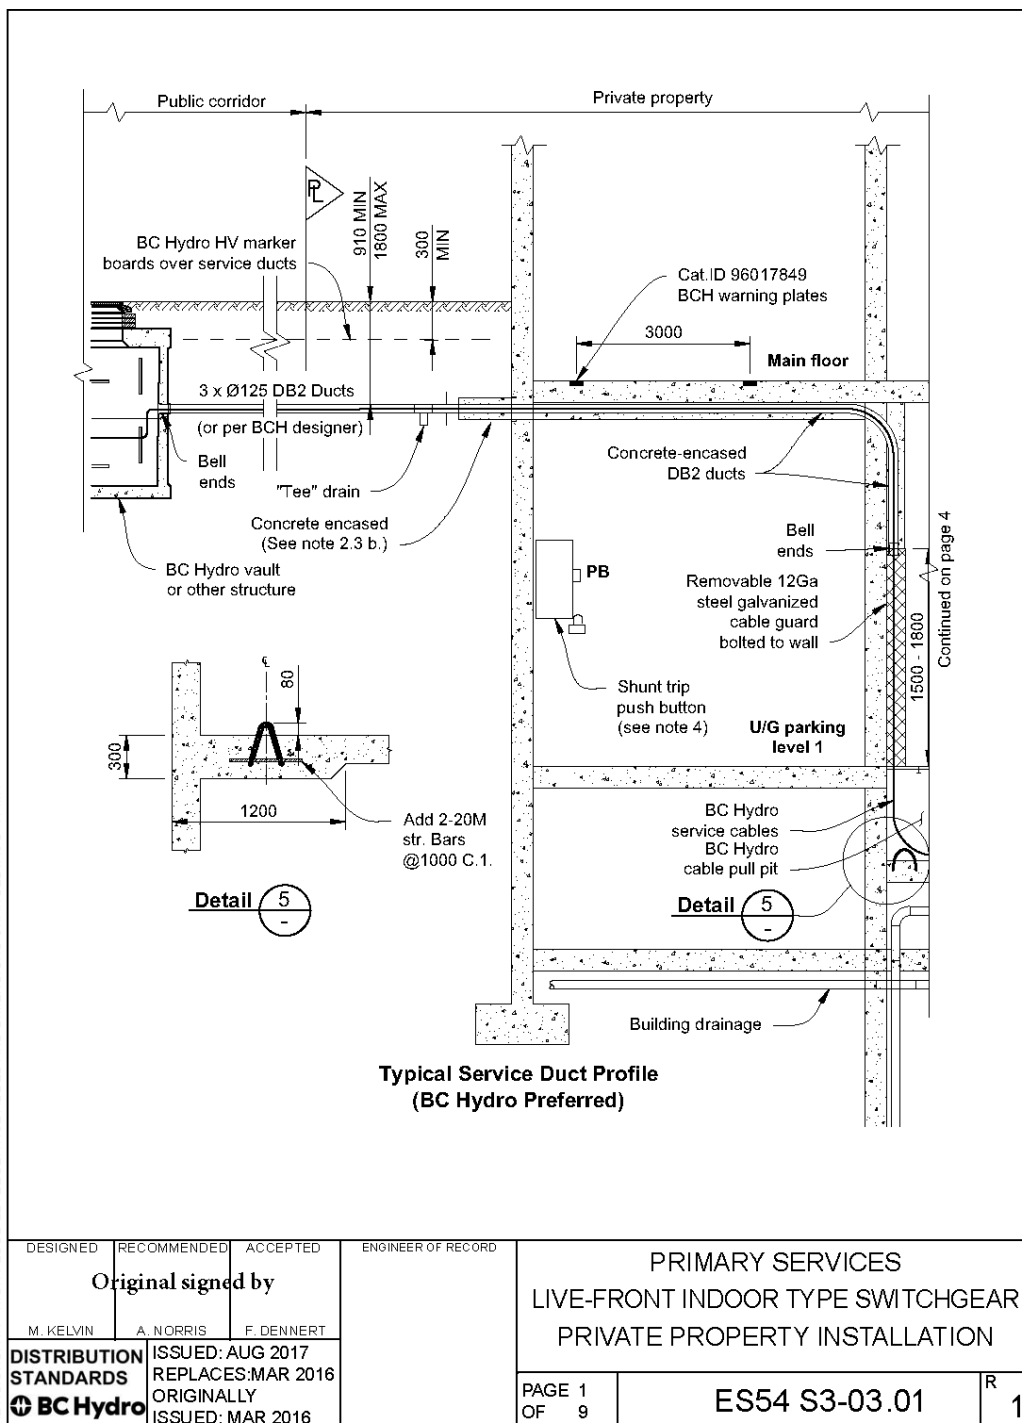 Public corridor
Private property
PL
910 MIN
1800 MAX
300
MIN
BC Hydro HV marker
boards over service ducts
Cat.ID 96017849
BCH warning plates
3000
Main floor
3 x Ø125 DB2 Ducts
(or per BCH designer)
Bell
ends
"Tee" drain
Concrete encased
(See note 2.3 b.)
Concrete-encased
DB2 ducts
BC Hydro vault
or other structure
PB
Bell
ends
Removable 12Ga
steel galvanized
cable guard
bolted to wall
1500 - 1800
Continued on page 4
Shunt trip
push button
(see note 4)
U/G parking
level 1
℄
80
300
1200
Add 2-20M
str. Bars
@1000 C.1.
Detail 5
-
BC Hydro
service cables
BC Hydro
cable pull pit
Detail 5
-
Building drainage
Typical Service Duct Profile
(BC Hydro Preferred)
DESIGNED RECOMMENDED ACCEPTED ENGINEER OF RECORD
Original signed by
M. KELVIN A. NORRIS F. DENNERT
DISTRIBUTION
STANDARDS
BC Hydro
ISSUED: AUG 2017
REPLACES:MAR 2016
ORIGINALLY
ISSUED: MAR 2016
PRIMARY SERVICES
LIVE-FRONT INDOOR TYPE SWITCHGEAR
PRIVATE PROPERTY INSTALLATION
PAGE 1
OF 9
ES54 S3-03.01
R
1